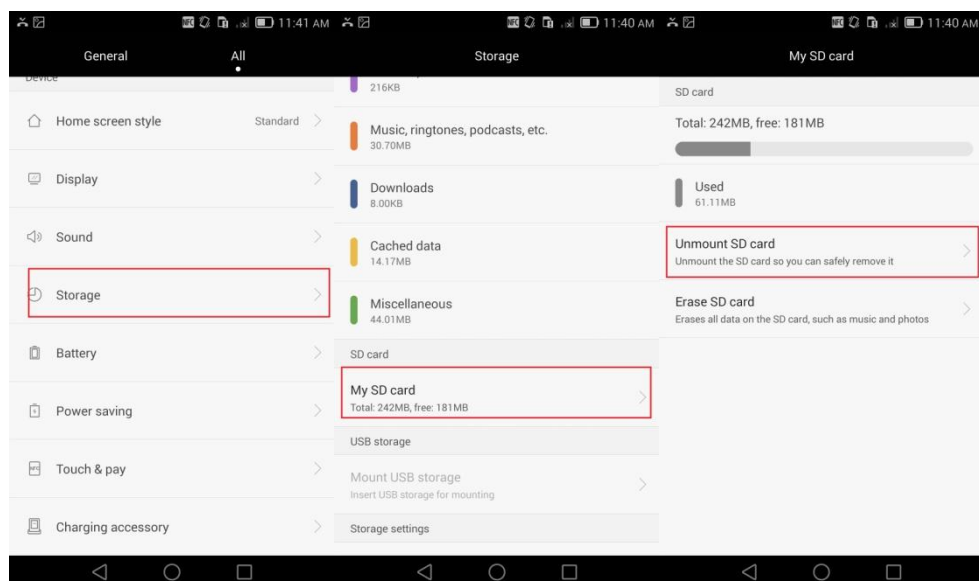 11:41 AM
General All
Device
Home screen style Standard
Display
Sound
Storage
Battery
Power saving
Touch & pay
Charging accessory
11:40 AM
Storage
216KB
Music, ringtones, podcasts, etc.
30.70MB
Downloads
8.00KB
Cached data
14.17MB
Miscellaneous
44.01MB
SD card
My SD card
Total: 242MB, free: 181MB
USB storage
Mount USB storage
Insert USB storage for mounting
Storage settings
11:40 AM
My SD card
SD card
Total: 242MB, free: 181MB
Used
61.11MB
Unmount SD card
Unmount the SD card so you can safely remove it
Erase SD card
Erases all data on the SD card, such as music and photos